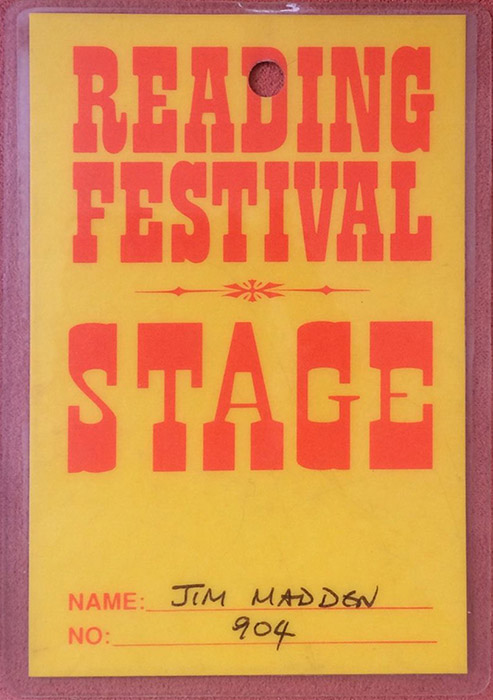 READING
FESTIVAL
STAGE
NAME: JIM MADDEN
NO: 904